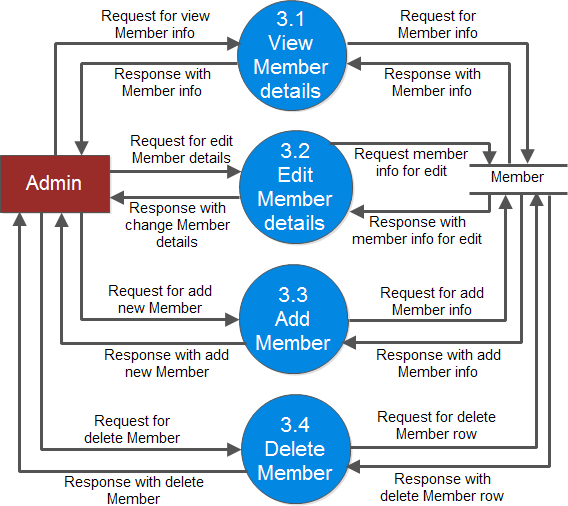 Request for view
Member info
3.1
View
Member
details
Request for
Member info
Response with
Member info
Response with
Member info
Request for edit
Member details
3.2
Edit
Member
details
Request member
info for edit
Admin
Member
Response with
change Member
details
Response with
member info for edit
Request for add
new Member
3.3
Add
Member
Request for add
Member info
Response with add
new Member
Response with add
Member info
Request for
delete Member
3.4
Delete
Member
Request for delete
Member row
Response with delete
Member
Response with
delete Member row